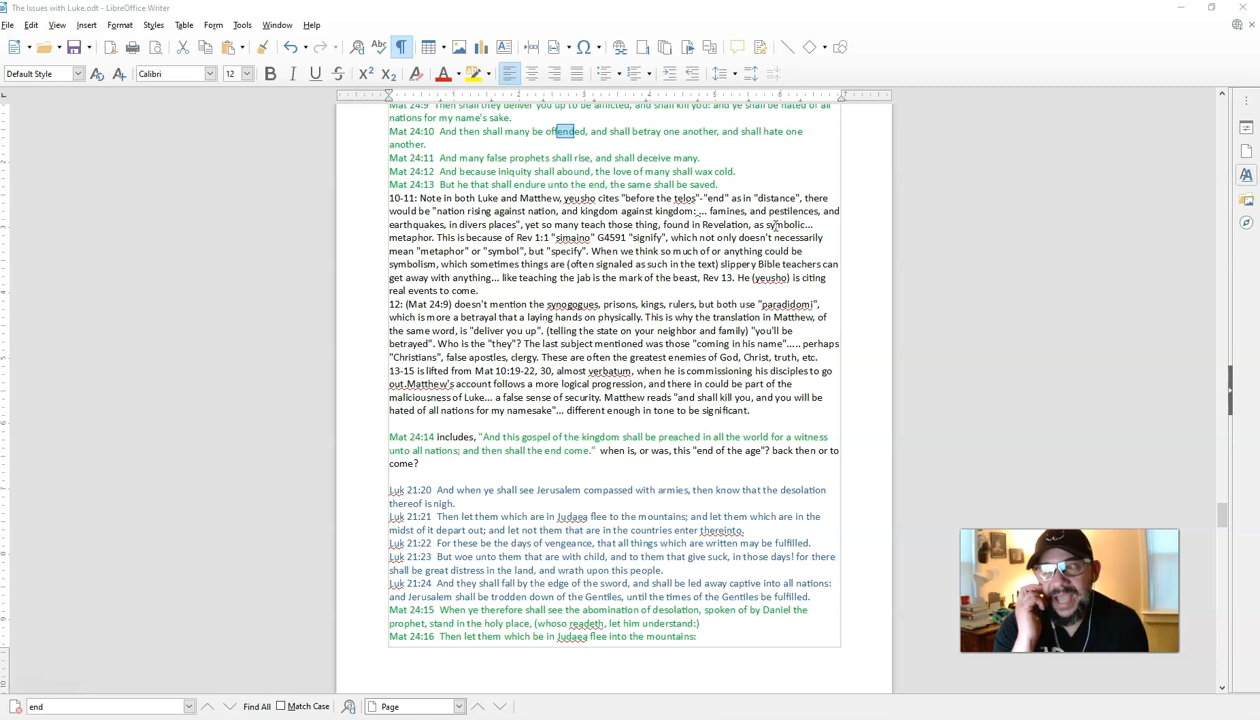 The Issues with Luke.odt - LibreOffice Writer
File Edit View Insert Format Styles Table Form Tools Window Help
Default Style Calibri 12
Mat 24:9 Then shall they deliver you up to be afflicted, and shall kill you: and ye shall be hated of all
nations for my name's sake.
Mat 24:10 And then shall many be offended, and shall betray one another, and shall hate one
another.
Mat 24:11 And many false prophets shall rise, and shall deceive many.
Mat 24:12 And because iniquity shall abound, the love of many shall wax cold.
Mat 24:13 But he that shall endure unto the end, the same shall be saved.
10-11: Note in both Luke and Matthew, yeusho cites "before the telos"-"end" as in "distance", there
would be "nation rising against nation, and kingdom against kingdom:,... famines, and pestilences, and
earthquakes, in divers places", yet so many teach those thing, found in Revelation, as symbolic...
metaphor. This is because of Rev 1:1 "simaino" G4591 "signify", which not only doesn't necessarily
mean "metaphor" or "symbol", but "specify". When we think so much of or anything could be
symbolism, which sometimes things are (often signaled as such in the text) slippery Bible teachers can
get away with anything... like teaching the jab is the mark of the beast, Rev 13. He (yeusho) is citing
real events to come.
12: (Mat 24:9) doesn't mention the synogogues, prisons, kings, rulers, but both use "paradidomi",
which is more a betrayal that a laying hands on physically. This is why the translation in Matthew, of
the same word, is "deliver you up". (telling the state on your neighbor and family) "you'll be
betrayed". Who is the "they"? The last subject mentioned was those "coming in his name"..... perhaps
"Christians", false apostles, clergy. These are often the greatest enemies of God, Christ, truth, etc.
13-15 is lifted from Mat 10:19-22, 30, almost verbatum, when he is commissioning his disciples to go
out.Matthew's account follows a more logical progression, and there in could be part of the
maliciousness of Luke... a false sense of security. Matthew reads "and shall kill you, and you will be
hated of all nations for my namesake"... different enough in tone to be significant.
Mat 24:14 includes, "And this gospel of the kingdom shall be preached in all the world for a witness
unto all nations; and then shall the end come." when is, or was, this "end of the age"? back then or to
come?
Luk 21:20 And when ye shall see Jerusalem compassed with armies, then know that the desolation
thereof is nigh.
Luk 21:21 Then let them which are in Judaea flee to the mountains; and let them which are in the
midst of it depart out; and let not them that are in the countries enter thereinto.
Luk 21:22 For these be the days of vengeance, that all things which are written may be fulfilled.
Luk 21:23 But woe unto them that are with child, and to them that give suck, in those days! for there
shall be great distress in the land, and wrath upon this people.
Luk 21:24 And they shall fall by the edge of the sword, and shall be led away captive into all nations:
and Jerusalem shall be trodden down of the Gentiles, until the times of the Gentiles be fulfilled.
Mat 24:15 When ye therefore shall see the abomination of desolation, spoken of by Daniel the
prophet, stand in the holy place, (whoso readeth, let him understand:)
Mat 24:16 Then let them which be in Judaea flee into the mountains:
end Find All Match Case Page